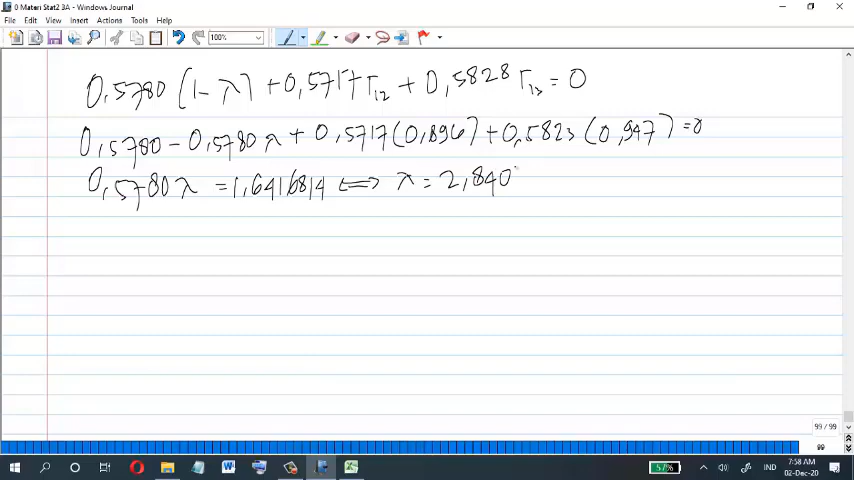 0 Materi Stat2 3A - Windows Journal
File Edit View Insert Actions Tools Help
100%
0,5780 (1-λ) + 0,5717 r₁₂ + 0,5828 r₁₃ = 0
0,5780 - 0,5780 λ + 0,5717 (0,896) + 0,5823 (0,947) = 0
0,5780 λ = 1,6416814 ⟺ λ = 2,840
99 / 99
99
57%
IND
7:58 AM
02-Dec-20